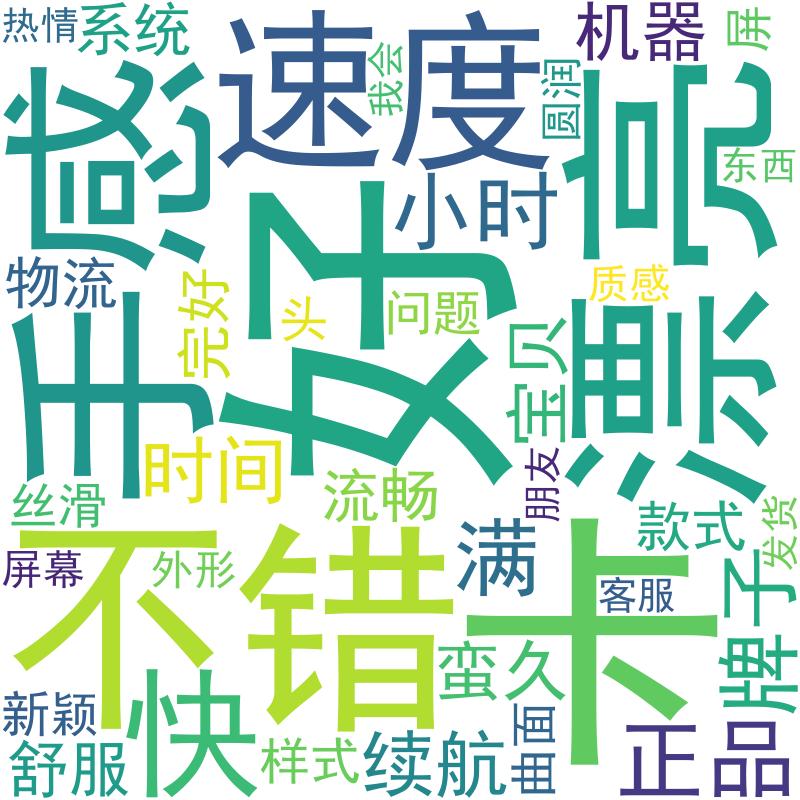 热情
系统
速度
我会
圆润
机器
屏
手感
小时
漂亮
东西
物流
完好
好
头
问题
质感
宝贝
时间
流畅
朋友
丝滑
不错
满
卡
款式
发货
屏幕
外形
客服
牌子
新颖
快
蛮久
舒服
样式
续航
曲面
正品